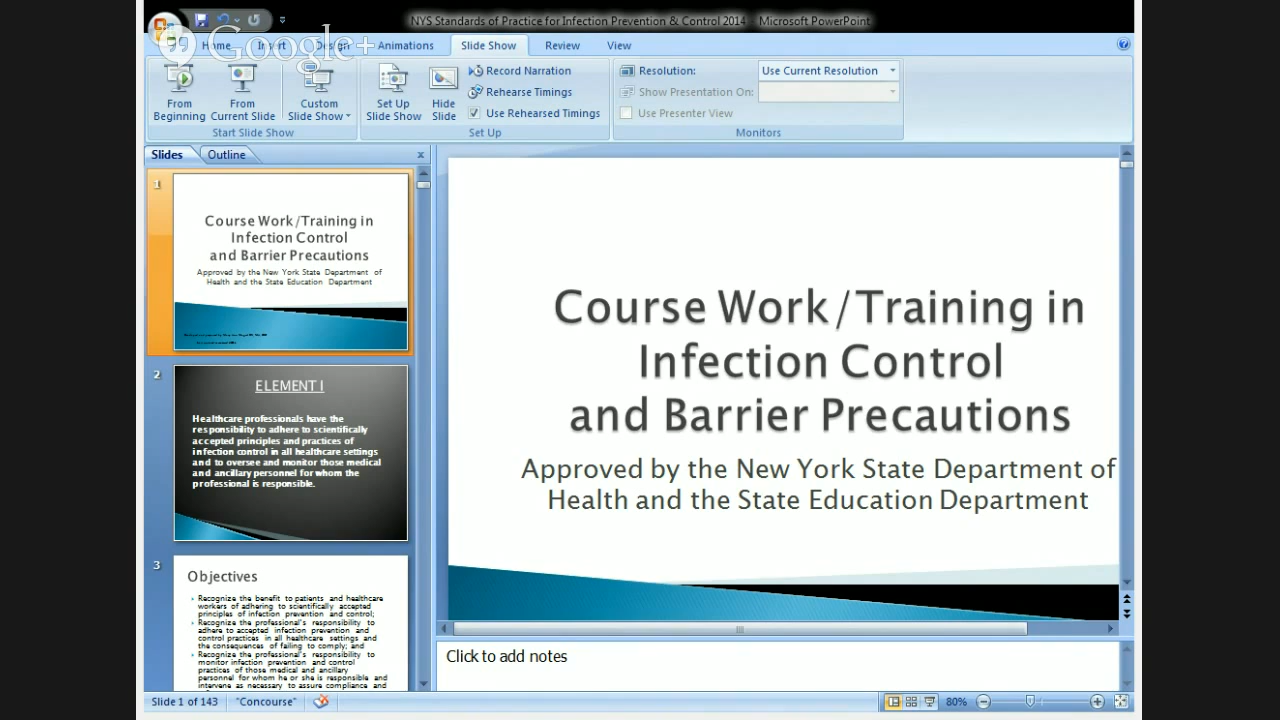 NYS Standards of Practice for Infection Prevention & Control 2014 - Microsoft PowerPoint
Google+
Home Insert Design Animations Slide Show Review View
From Beginning
From Current Slide
Custom Slide Show
Start Slide Show
Set Up Slide Show
Hide Slide
Record Narration
Rehearse Timings
Use Rehearsed Timings
Set Up
Resolution: Use Current Resolution
Show Presentation On:
Use Presenter View
Monitors
Slides Outline x
1
Course Work/Training in
Infection Control
and Barrier Precautions
Approved by the New York State Department of
Health and the State Education Department
2
ELEMENT I
Healthcare professionals have the
responsibility to adhere to scientifically
accepted principles and practices of
infection control in all healthcare settings
and to oversee and monitor those medical
and ancillary personnel for whom the
professional is responsible.
3
Objectives
Recognize the benefit to patients and healthcare
workers of adhering to scientifically accepted
principles of infection prevention and control;
Recognize the professional's responsibility to
adhere to accepted infection prevention and
control practices in all healthcare settings and
the consequences of failing to comply; and
Recognize the professional's responsibility to
monitor infection prevention and control
practices of those medical and ancillary
personnel for whom he or she is responsible and
intervene as necessary to assure compliance and
Course Work/Training in
Infection Control
and Barrier Precautions
Approved by the New York State Department of
Health and the State Education Department
Click to add notes
Slide 1 of 143 "Concourse" 80%